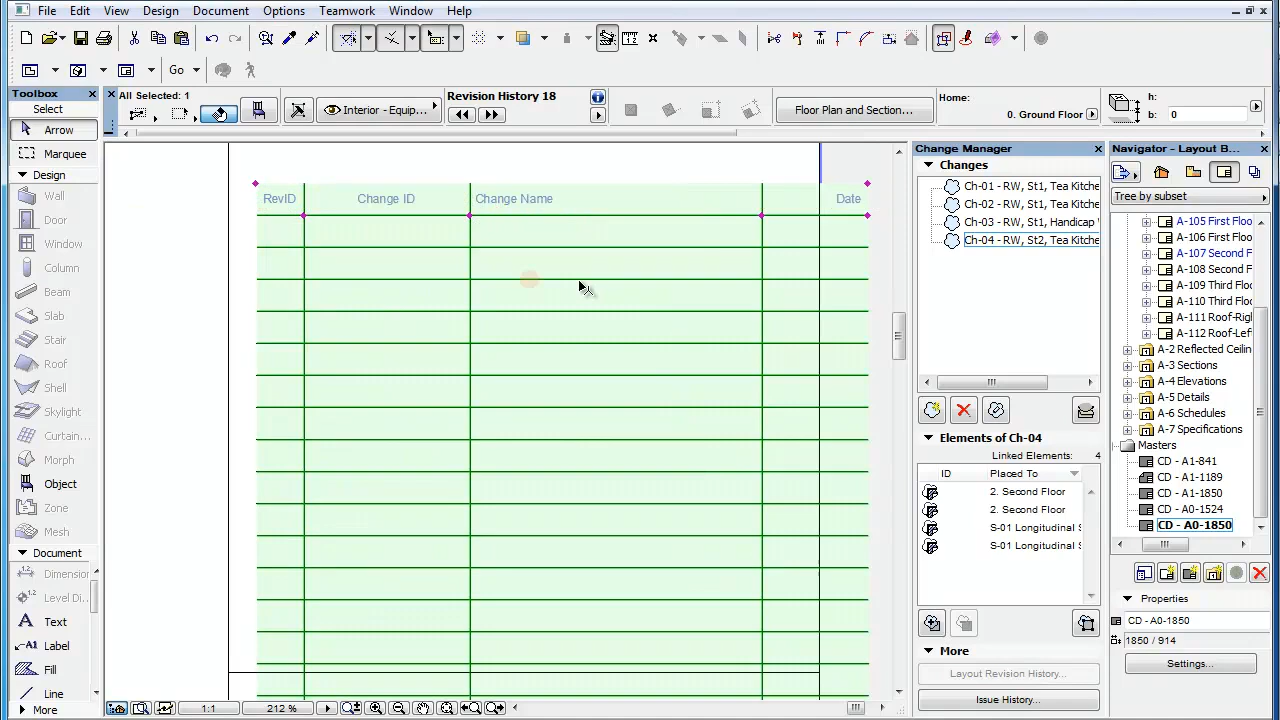 File Edit View Design Document Options Teamwork Window Help
Go
Toolbox
Select
Arrow
Marquee
Design
Wall
Door
Window
Column
Beam
Slab
Stair
Roof
Shell
Skylight
Curtain...
Morph
Object
Zone
Mesh
Document
Dimensio
Level Di...
Text
Label
Fill
Line
More
All Selected: 1
Interior - Equip...
Revision History 18
Floor Plan and Section...
Home:
0. Ground Floor
h:
b: 0
RevID Change ID Change Name Date
1:1 212 %
Change Manager
Changes
Ch-01 - RW, St1, Tea Kitche
Ch-02 - RW, St1, Tea Kitche
Ch-03 - RW, St1, Handicap
Ch-04 - RW, St2, Tea Kitche
Elements of Ch-04
Linked Elements: 4
ID Placed To
2. Second Floor
2. Second Floor
S-01 Longitudinal S
S-01 Longitudinal S
More
Layout Revision History...
Issue History...
Navigator - Layout B...
Tree by subset
A-105 First Floo
A-106 First Floo
A-107 Second F
A-108 Second F
A-109 Third Floo
A-110 Third Floo
A-111 Roof-Righ
A-112 Roof-Left
A-2 Reflected Ceilin
A-3 Sections
A-4 Elevations
A-5 Details
A-6 Schedules
A-7 Specifications
Masters
CD - A1-841
CD - A1-1189
CD - A1-1850
CD - A0-1524
CD - A0-1850
Properties
CD - A0-1850
1850 / 914
Settings...